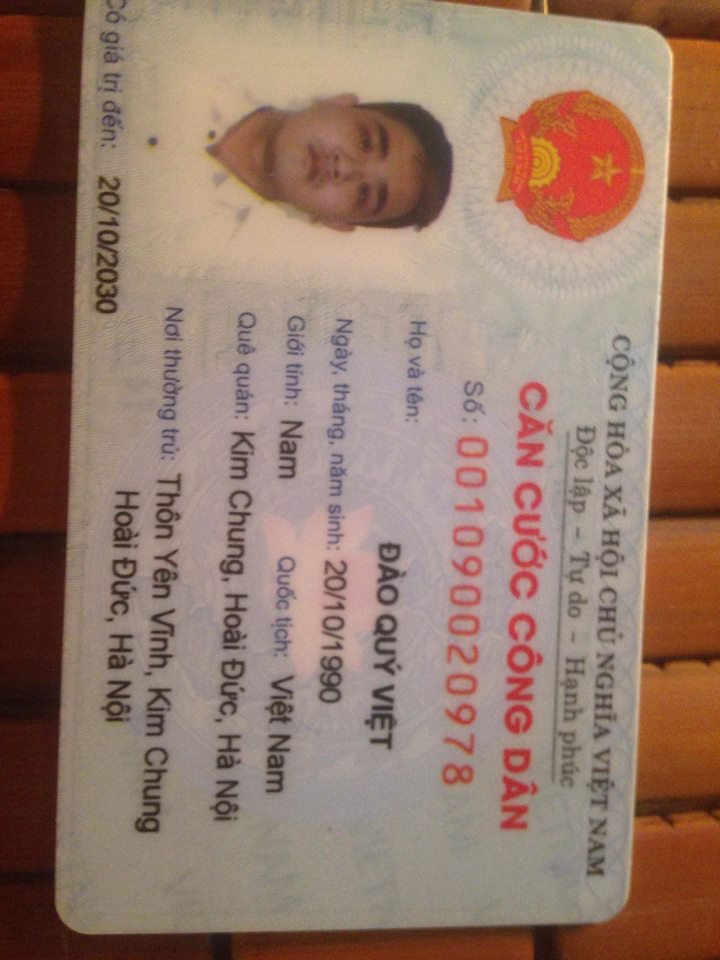 CỘNG HÒA XÃ HỘI CHỦ NGHĨA VIỆT NAM
Độc lập – Tự do – Hạnh phúc
CĂN CƯỚC CÔNG DÂN
Số: 001090020978
Họ và tên:
ĐÀO QUÝ VIỆT
Ngày, tháng, năm sinh: 20/10/1990
Giới tính: Nam Quốc tịch: Việt Nam
Quê quán: Kim Chung, Hoài Đức, Hà Nội
Nơi thường trú: Thôn Yên Vĩnh, Kim Chung
Hoài Đức, Hà Nội
Có giá trị đến: 20/10/2030